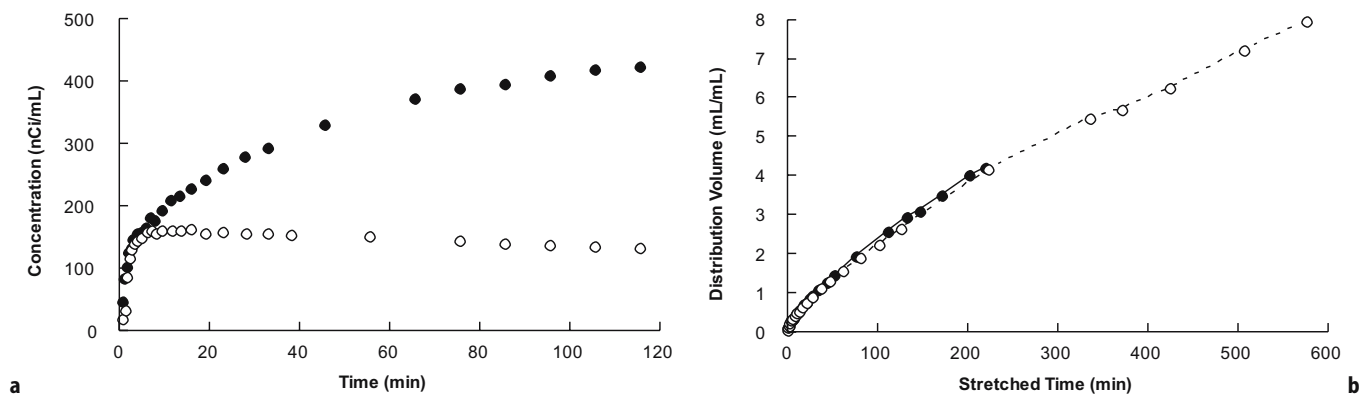 500
400
300
200
100
0
Concentration (nCi/mL)
0 20 40 60 80 100 120
Time (min)
a
8
7
6
5
4
3
2
1
0
Distribution Volume (mL/mL)
0 100 200 300 400 500 600
Stretched Time (min)
b